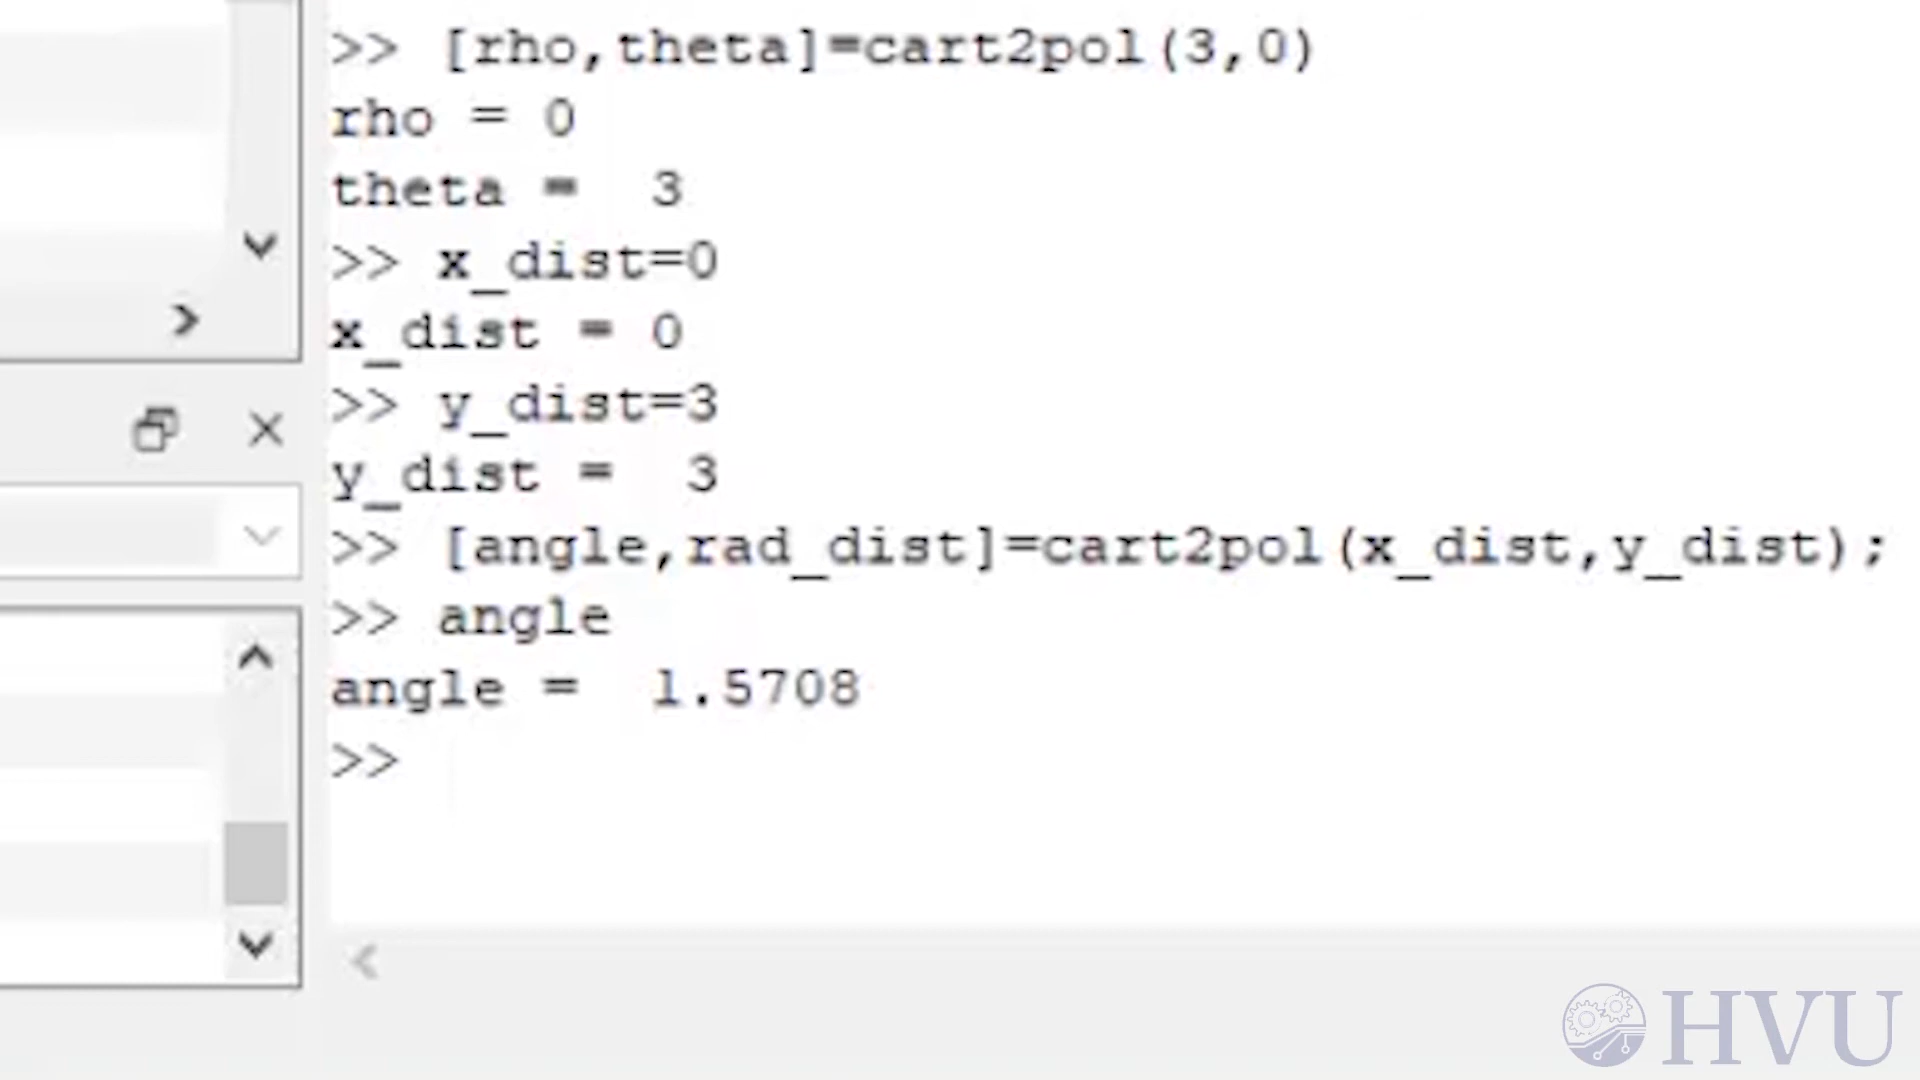 >> [rho,theta]=cart2pol(3,0)
rho = 0
theta =  3
>> x_dist=0
x_dist = 0
>> y_dist=3
y_dist =  3
>> [angle,rad_dist]=cart2pol(x_dist,y_dist);
>> angle
angle =  1.5708
>>
HVU